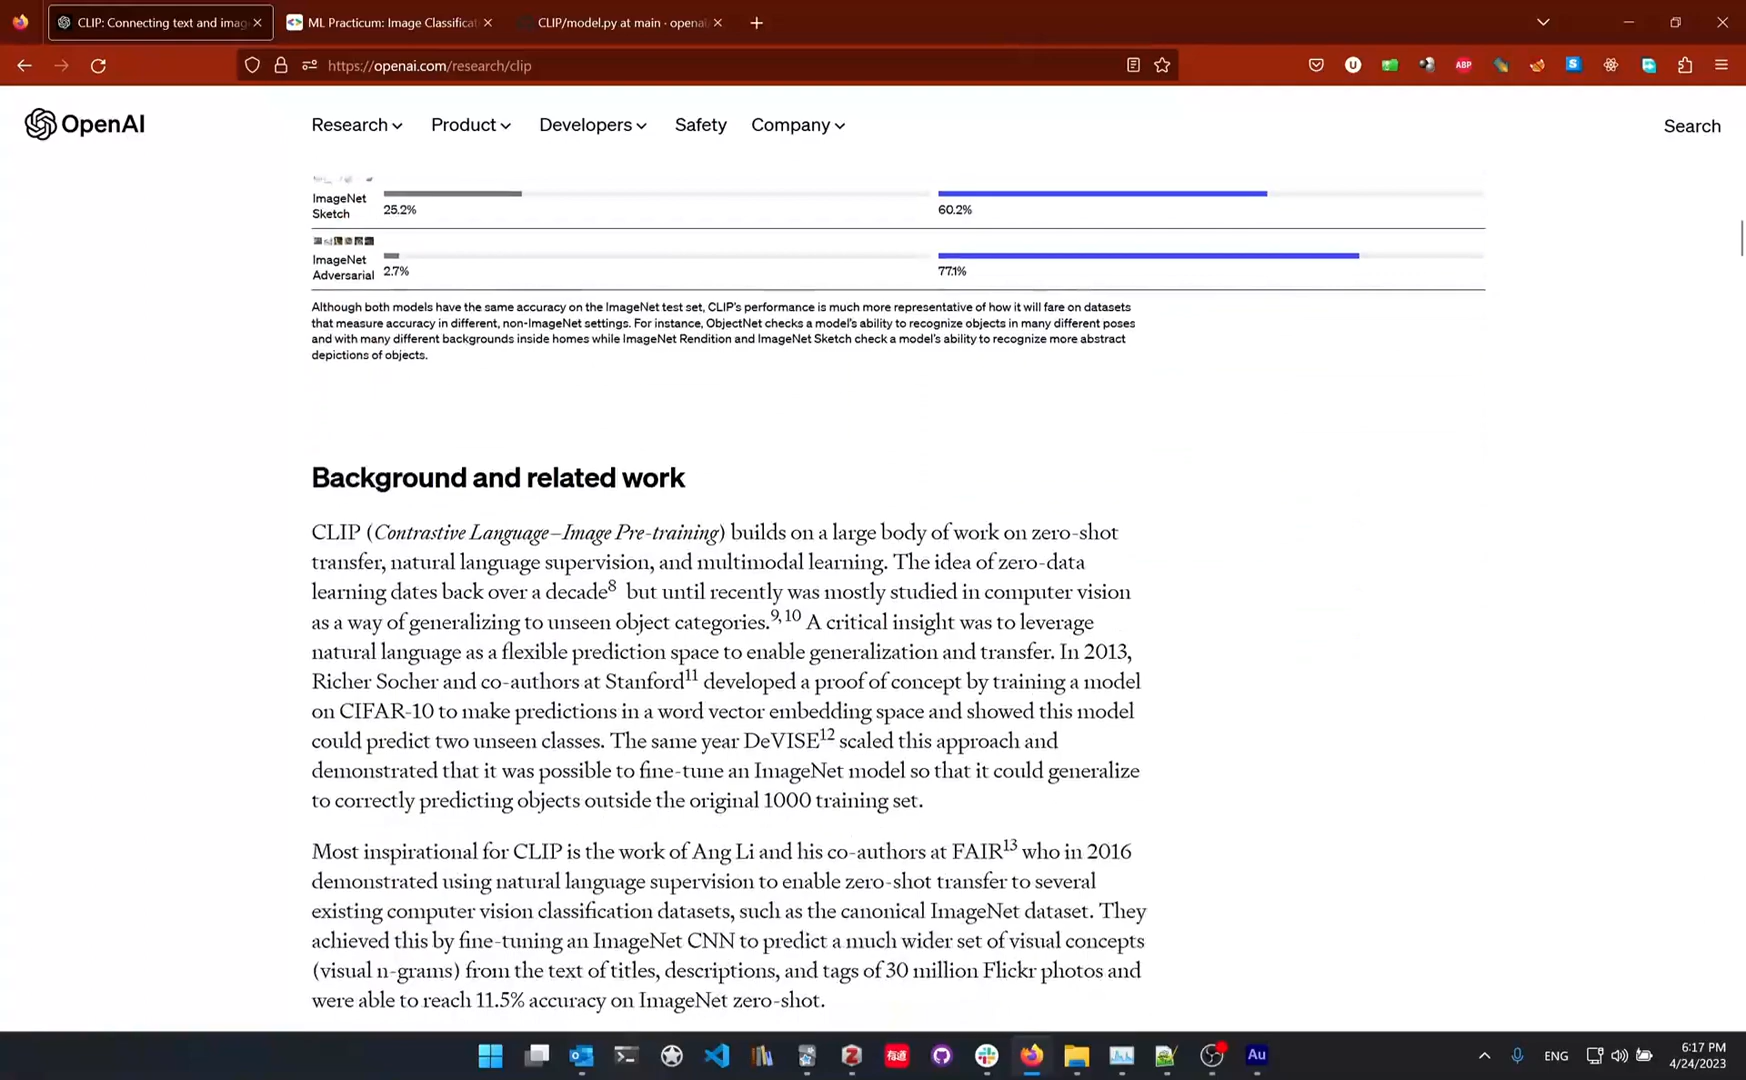 CLIP: Connecting text and imag
ML Practicum: Image Classificat
CLIP/model.py at main · openai
https://openai.com/research/clip
U
ABP
S
OpenAI
Research
Product
Developers
Safety
Company
Search
ImageNet
Sketch
25.2%
60.2%
ImageNet
Adversarial
2.7%
77.1%
Although both models have the same accuracy on the ImageNet test set, CLIP's performance is much more representative of how it will fare on datasets
that measure accuracy in different, non-ImageNet settings. For instance, ObjectNet checks a model's ability to recognize objects in many different poses
and with many different backgrounds inside homes while ImageNet Rendition and ImageNet Sketch check a model's ability to recognize more abstract
depictions of objects.
Background and related work
CLIP (Contrastive Language–Image Pre-training) builds on a large body of work on zero-shot
transfer, natural language supervision, and multimodal learning. The idea of zero-data
learning dates back over a decade8 but until recently was mostly studied in computer vision
as a way of generalizing to unseen object categories.9, 10 A critical insight was to leverage
natural language as a flexible prediction space to enable generalization and transfer. In 2013,
Richer Socher and co-authors at Stanford11 developed a proof of concept by training a model
on CIFAR-10 to make predictions in a word vector embedding space and showed this model
could predict two unseen classes. The same year DeVISE12 scaled this approach and
demonstrated that it was possible to fine-tune an ImageNet model so that it could generalize
to correctly predicting objects outside the original 1000 training set.
Most inspirational for CLIP is the work of Ang Li and his co-authors at FAIR13 who in 2016
demonstrated using natural language supervision to enable zero-shot transfer to several
existing computer vision classification datasets, such as the canonical ImageNet dataset. They
achieved this by fine-tuning an ImageNet CNN to predict a much wider set of visual concepts
(visual n-grams) from the text of titles, descriptions, and tags of 30 million Flickr photos and
were able to reach 11.5% accuracy on ImageNet zero-shot.
Z
有道
Au
ENG
6:17 PM
4/24/2023